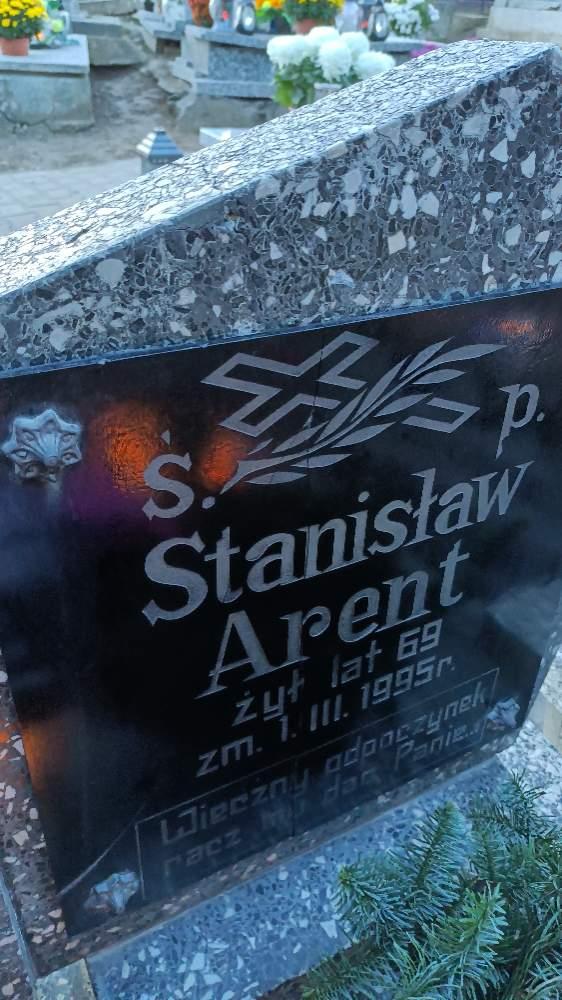 Ś. p.
Stanisław
Arent
żył lat 69
zm. 1. III. 1995r.
Wieczny odpoczynek
racz Mu dać Panie.